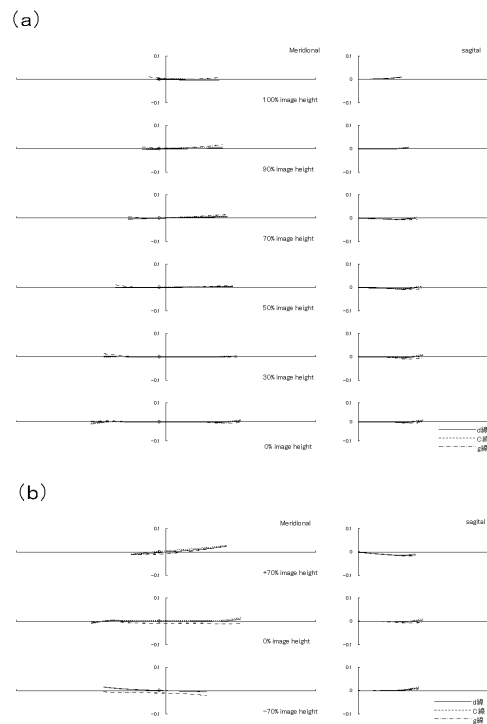 (a)
Meridional
sagital
0.1
0
-0.1
0.1
0
-0.1
100% image height
0.1
0
-0.1
0.1
0
-0.1
90% image height
0.1
0
-0.1
0.1
0
-0.1
70% image height
0.1
0
-0.1
0.1
0
-0.1
50% image height
0.1
0
-0.1
0.1
0
-0.1
30% image height
0.1
0
-0.1
0.1
0
-0.1
0% image height
d線
C線
g線
(b)
Meridional
sagital
0.1
0
-0.1
0.1
0
-0.1
+70% image height
0.1
0
-0.1
0.1
0
-0.1
0% image height
0.1
0
-0.1
0.1
0
-0.1
-70% image height
d線
C線
g線